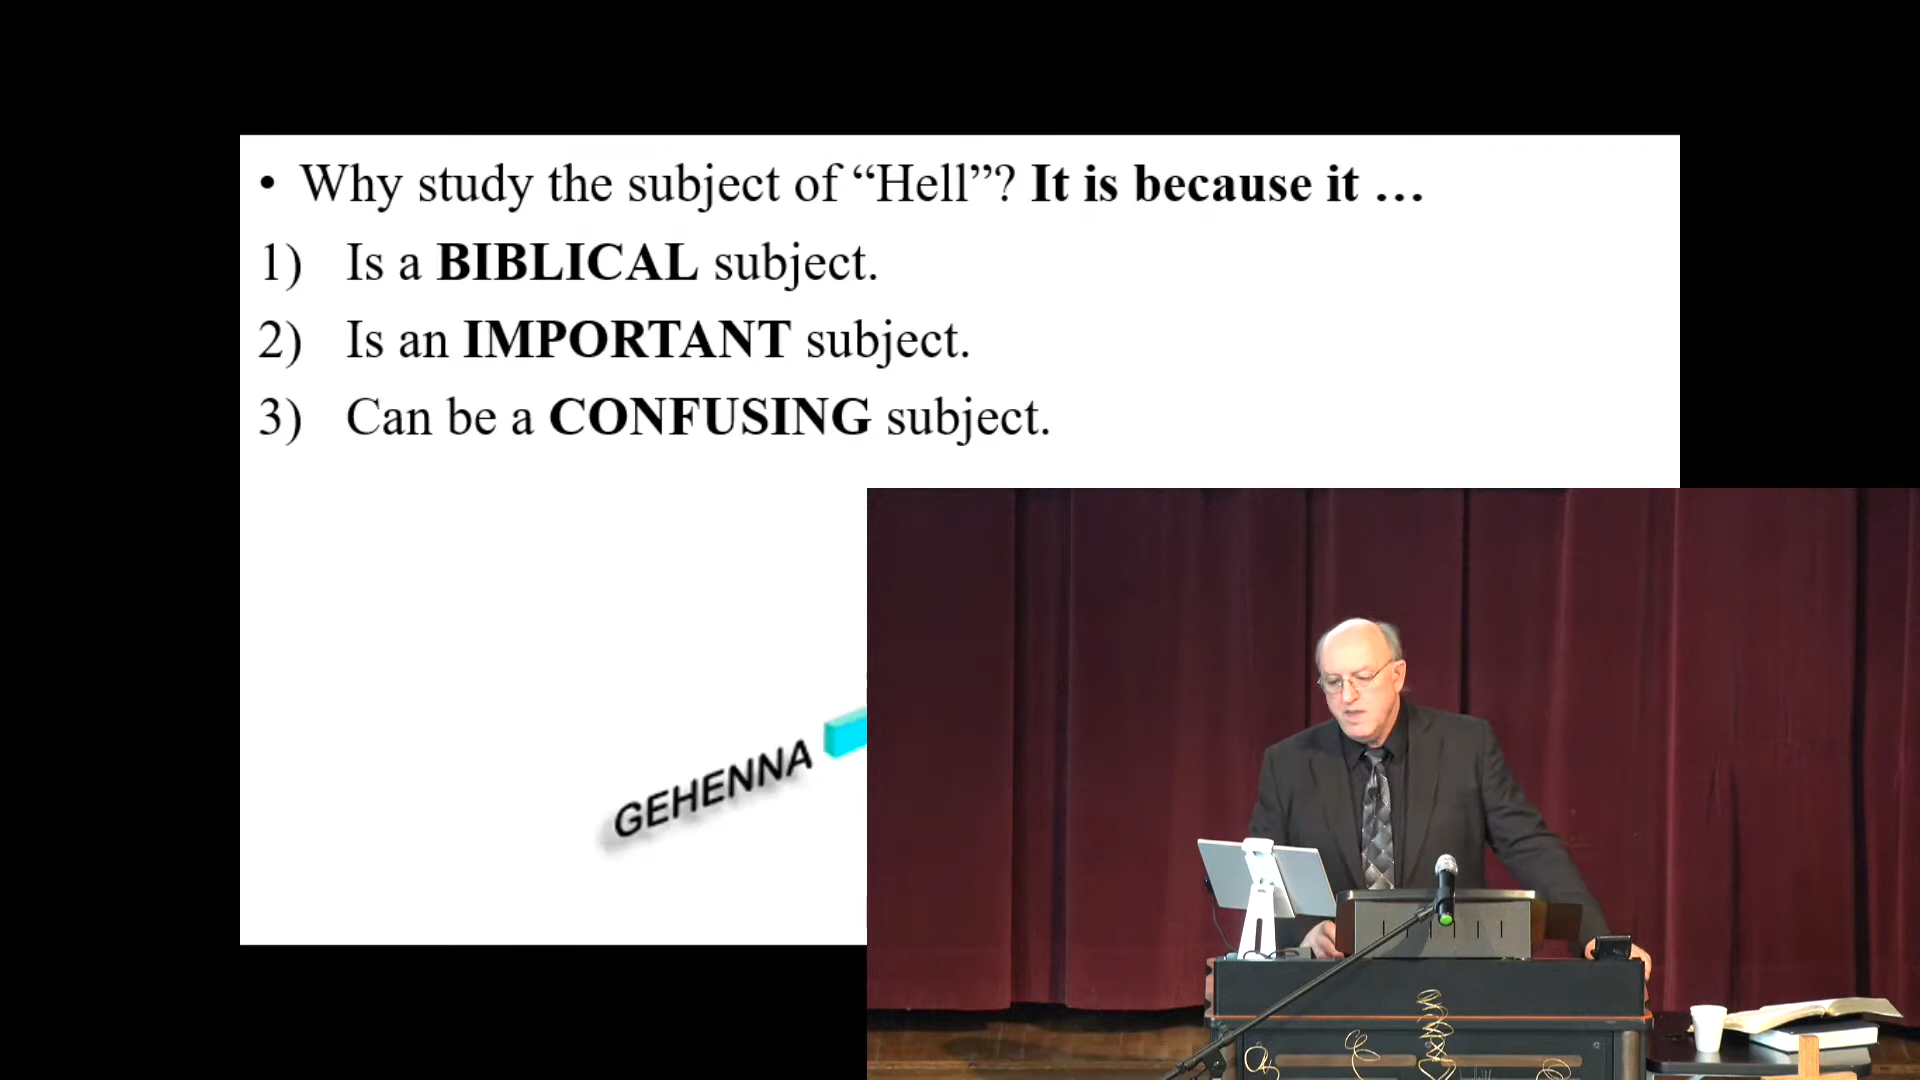 • Why study the subject of “Hell”? It is because it …
1) Is a BIBLICAL subject.
2) Is an IMPORTANT subject.
3) Can be a CONFUSING subject.
GEHENNA